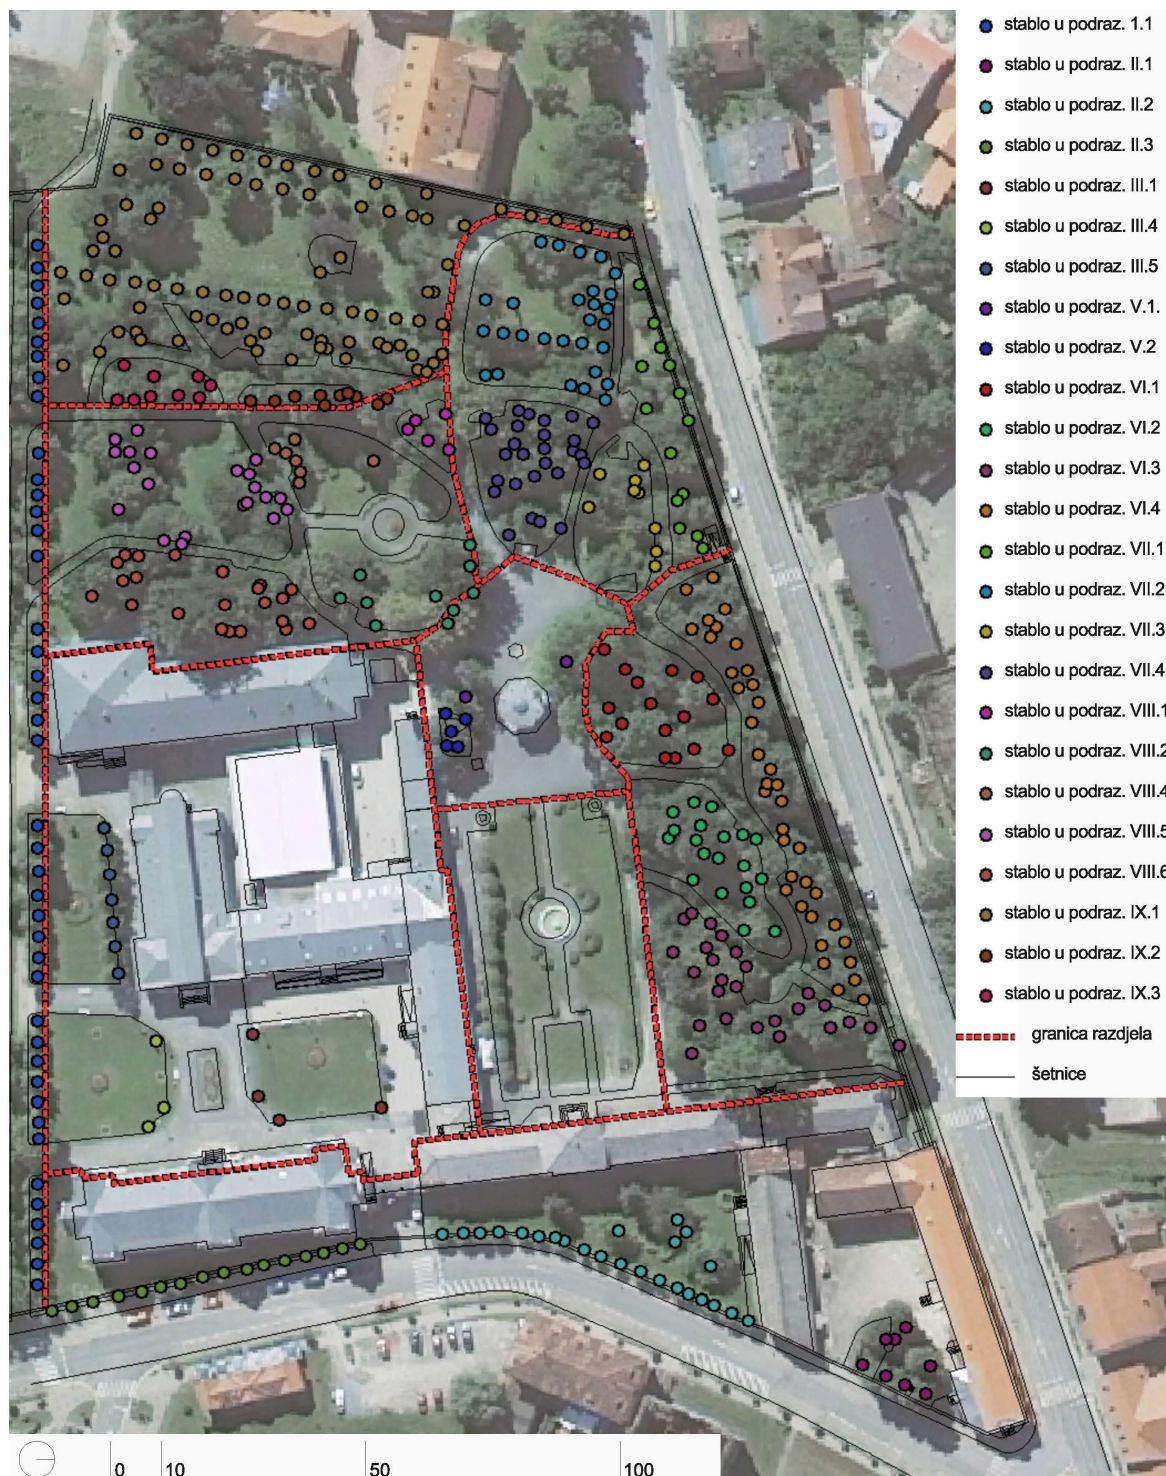 stablo u podraz. 1.1
stablo u podraz. II.1
stablo u podraz. II.2
stablo u podraz. II.3
stablo u podraz. III.1
stablo u podraz. III.4
stablo u podraz. III.5
stablo u podraz. V.1.
stablo u podraz. V.2
stablo u podraz. VI.1
stablo u podraz. VI.2
stablo u podraz. VI.3
stablo u podraz. VI.4
stablo u podraz. VII.1
stablo u podraz. VII.2
stablo u podraz. VII.3
stablo u podraz. VII.4
stablo u podraz. VIII.1
stablo u podraz. VIII.2
stablo u podraz. VIII.4
stablo u podraz. VIII.5
stablo u podraz. VIII.6
stablo u podraz. IX.1
stablo u podraz. IX.2
stablo u podraz. IX.3
granica razdjela
šetnice
0 10 50 100